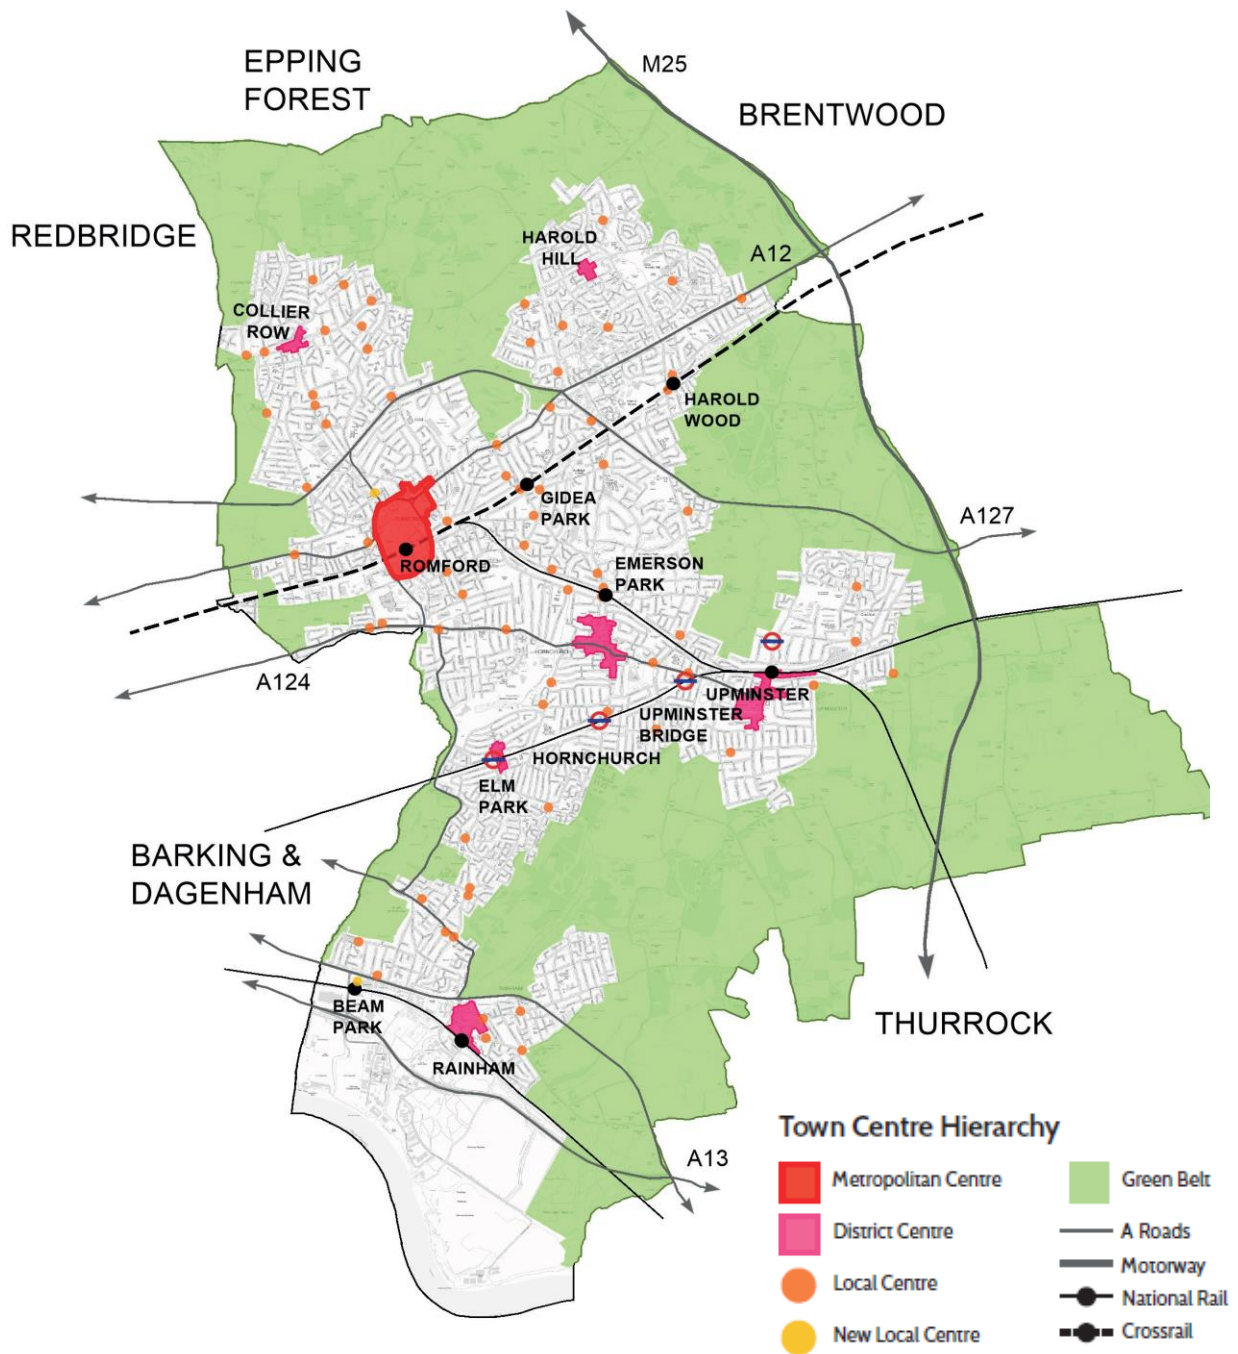 EPPING
FOREST
M25
BRENTWOOD
REDBRIDGE
HAROLD
HILL
A12
COLLIER
ROW
HAROLD
WOOD
GIDEA
PARK
A127
ROMFORD
EMERSON
PARK
A124
UPMINSTER
UPMINSTER
BRIDGE
HORNCHURCH
ELM
PARK
BARKING &
DAGENHAM
BEAM
PARK
THURROCK
RAINHAM
A13
Town Centre Hierarchy
Metropolitan Centre
District Centre
Local Centre
New Local Centre
Green Belt
A Roads
Motorway
National Rail
Crossrail